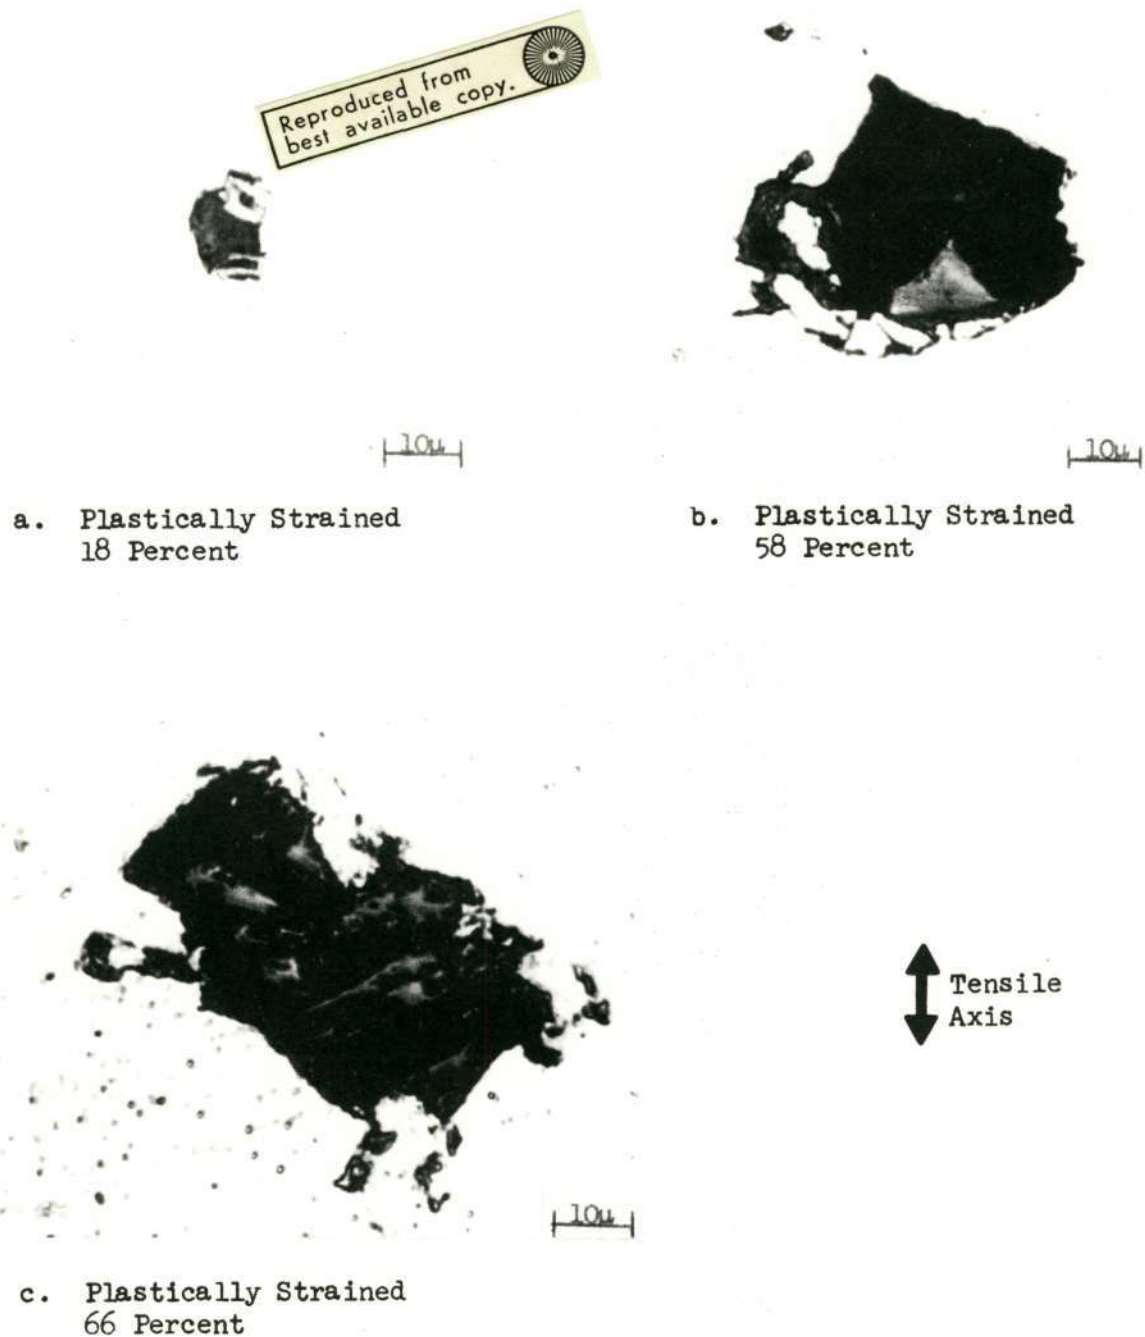 Reproduced from
best available copy.
10μ
10μ
a. Plastically Strained
18 Percent
b. Plastically Strained
58 Percent
Tensile
Axis
10μ
c. Plastically Strained
66 Percent